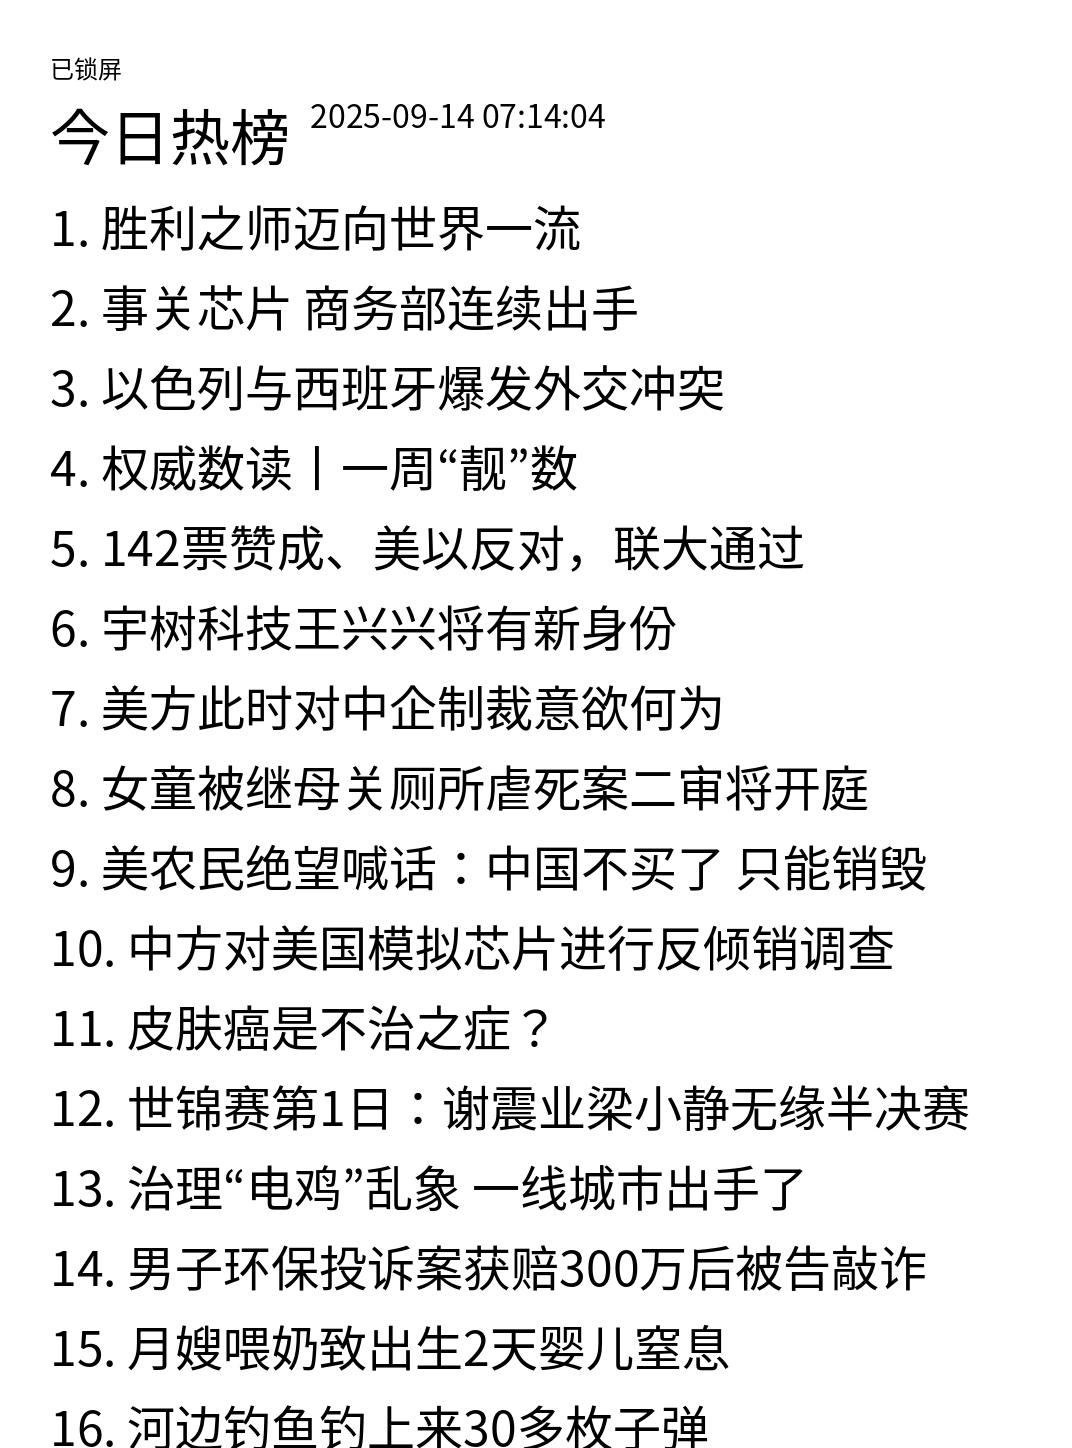 已锁屏
今日热榜 2025-09-14 07:14:04
1. 胜利之师迈向世界一流
2. 事关芯片 商务部连续出手
3. 以色列与西班牙爆发外交冲突
4. 权威数读丨一周“靓”数
5. 142票赞成、美以反对，联大通过
6. 宇树科技王兴兴将有新身份
7. 美方此时对中企制裁意欲何为
8. 女童被继母关厕所虐死案二审将开庭
9. 美农民绝望喊话：中国不买了 只能销毁
10. 中方对美国模拟芯片进行反倾销调查
11. 皮肤癌是不治之症？
12. 世锦赛第1日：谢震业梁小静无缘半决赛
13. 治理“电鸡”乱象 一线城市出手了
14. 男子环保投诉案获赔300万后被告敲诈
15. 月嫂喂奶致出生2天婴儿窒息
16. 河边钓鱼钓上来30多枚子弹